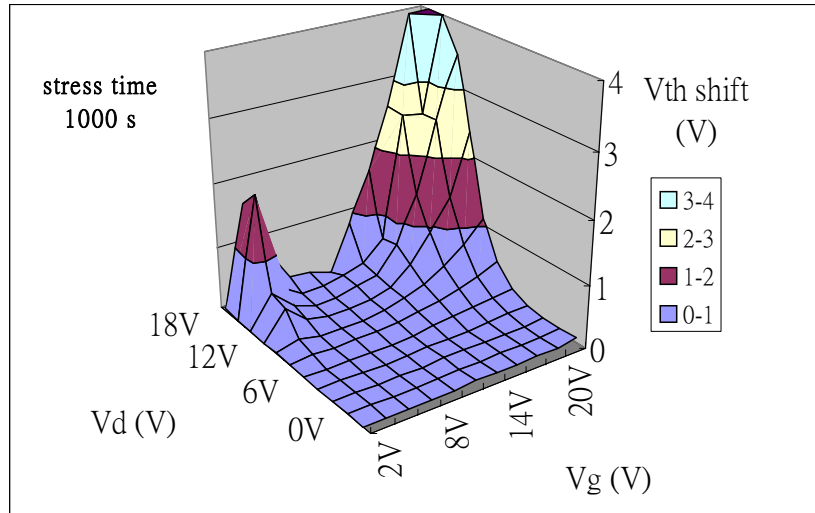 stress time
1000 s
Vth shift
(V)
4
3
2
1
0
3-4
2-3
1-2
0-1
18V
12V
6V
0V
Vd (V)
2V
8V
14V
20V
Vg (V)